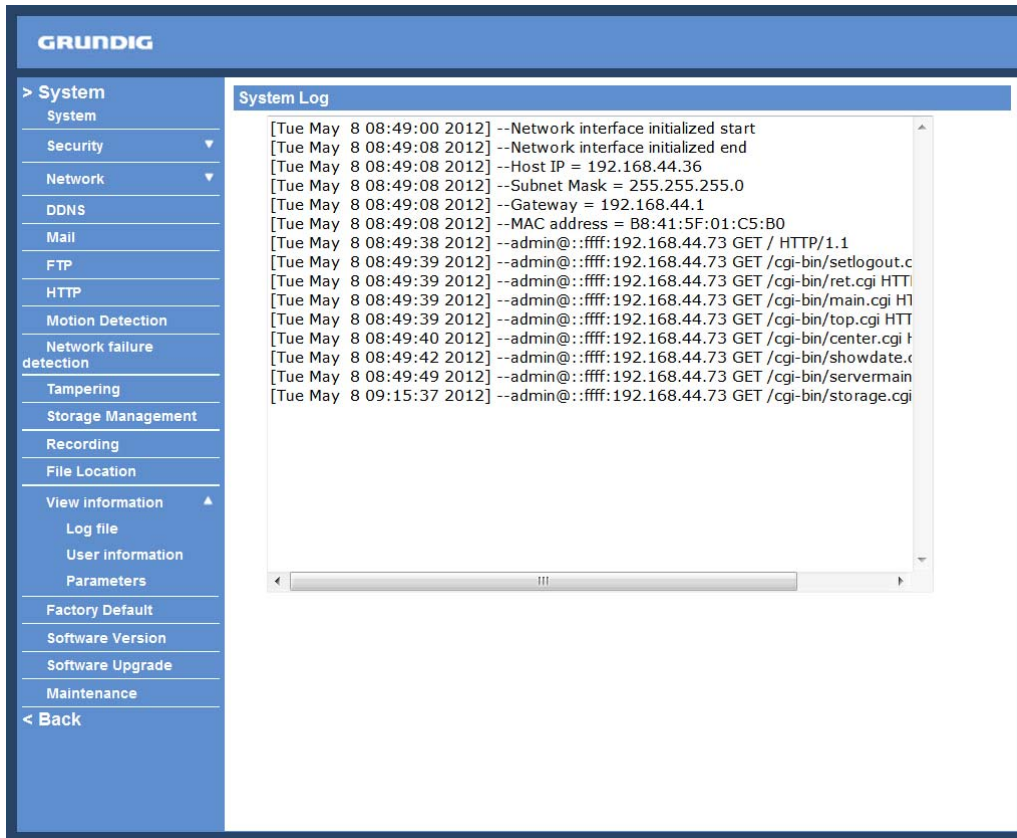 GRUNDIG
> System
System
Security
Network
DDNS
Mail
FTP
HTTP
Motion Detection
Network failure
detection
Tampering
Storage Management
Recording
File Location
View information
Log file
User information
Parameters
Factory Default
Software Version
Software Upgrade
Maintenance
< Back
System Log
[Tue May  8 08:49:00 2012] --Network interface initialized start
[Tue May  8 08:49:08 2012] --Network interface initialized end
[Tue May  8 08:49:08 2012] --Host IP = 192.168.44.36
[Tue May  8 08:49:08 2012] --Subnet Mask = 255.255.255.0
[Tue May  8 08:49:08 2012] --Gateway = 192.168.44.1
[Tue May  8 08:49:08 2012] --MAC address = B8:41:5F:01:C5:B0
[Tue May  8 08:49:38 2012] --admin@::ffff:192.168.44.73 GET / HTTP/1.1
[Tue May  8 08:49:39 2012] --admin@::ffff:192.168.44.73 GET /cgi-bin/setlogout.c
[Tue May  8 08:49:39 2012] --admin@::ffff:192.168.44.73 GET /cgi-bin/ret.cgi HTT
[Tue May  8 08:49:39 2012] --admin@::ffff:192.168.44.73 GET /cgi-bin/main.cgi HT
[Tue May  8 08:49:39 2012] --admin@::ffff:192.168.44.73 GET /cgi-bin/top.cgi HTT
[Tue May  8 08:49:40 2012] --admin@::ffff:192.168.44.73 GET /cgi-bin/center.cgi
[Tue May  8 08:49:42 2012] --admin@::ffff:192.168.44.73 GET /cgi-bin/showdate.c
[Tue May  8 08:49:49 2012] --admin@::ffff:192.168.44.73 GET /cgi-bin/servermain
[Tue May  8 09:15:37 2012] --admin@::ffff:192.168.44.73 GET /cgi-bin/storage.cgi